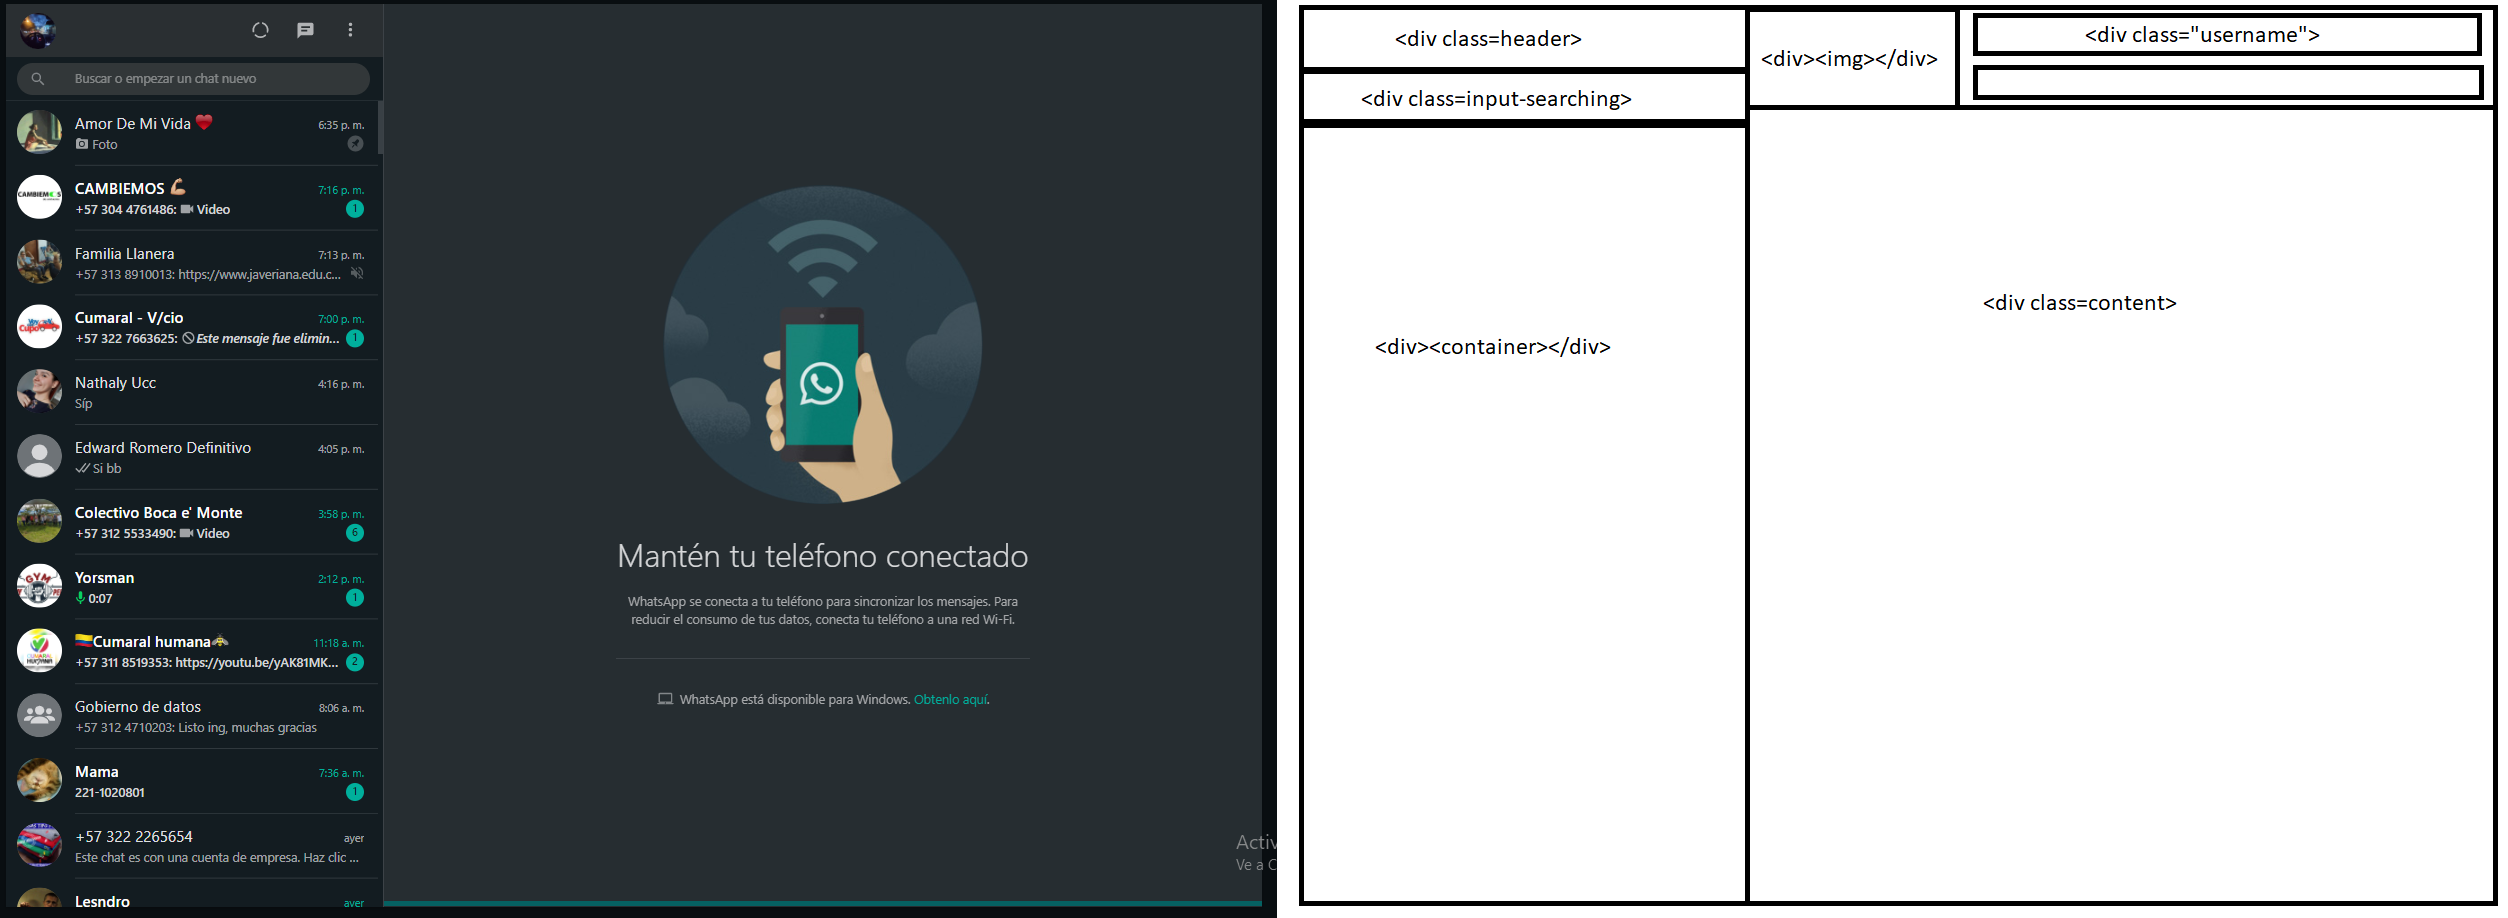 Buscar o empezar un chat nuevo
Amor De Mi Vida ❤️ 6:35 p. m.
Foto
CAMBIEMOS 💪🏼 7:16 p. m.
+57 304 4761486: Video 1
Familia Llanera 7:13 p. m.
+57 313 8910013: https://www.javeriana.edu.c...
Cumaral - V/cio 7:00 p. m.
+57 322 7663625: Este mensaje fue elimin... 1
Nathaly Ucc 4:16 p. m.
Síp
Edward Romero Definitivo 4:05 p. m.
Si bb
Colectivo Boca e' Monte 3:58 p. m.
+57 312 5533490: Video 6
Yorsman 2:12 p. m.
0:07 1
🇨🇴Cumaral humana🐝 11:18 a. m.
+57 311 8519353: https://youtu.be/yAK81MK... 2
Gobierno de datos 8:06 a. m.
+57 312 4710203: Listo ing, muchas gracias
Mama 7:36 a. m.
221-1020801 1
+57 322 2265654 ayer
Este chat es con una cuenta de empresa. Haz clic ...
Lesndro ayer
CAMBIEM S
Cupo
GYM
HUMANA
Mantén tu teléfono conectado
WhatsApp se conecta a tu teléfono para sincronizar los mensajes. Para
reducir el consumo de tus datos, conecta tu teléfono a una red Wi-Fi.
WhatsApp está disponible para Windows. Obtenlo aquí.
Activ
Ve a C
<div class=header>
<div class=input-searching>
<div><container></div>
<div><img></div>
<div class="username">
<div class=content>